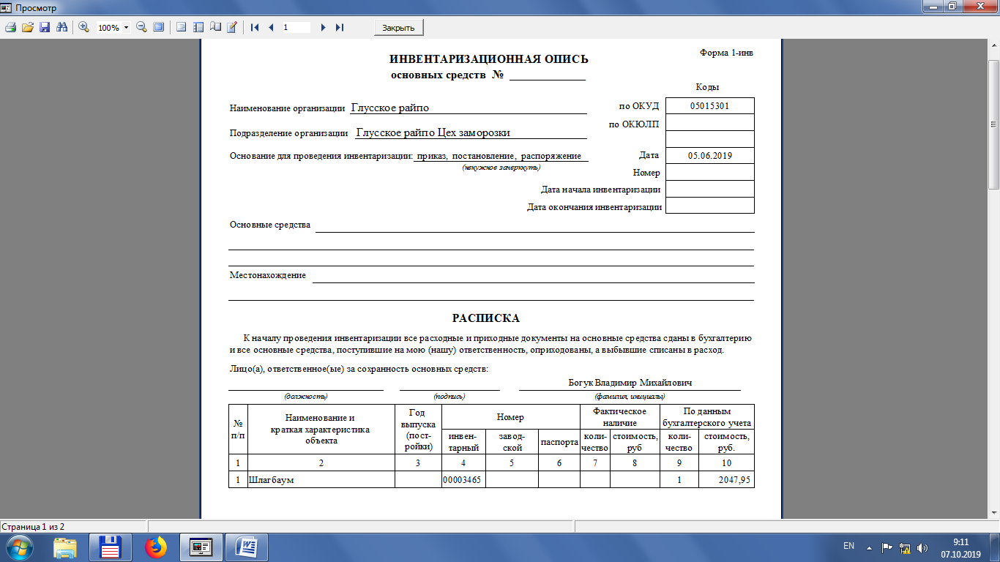 Просмотр
100%
1
Закрыть
Форма 1-инв
ИНВЕНТАРИЗАЦИОННАЯ ОПИСЬ
основных средств № ______________
Коды
Наименование организации Глусское райпо
по ОКУД 05015301
по ОКЮЛП
Подразделение организации Глусское райпо Цех заморозки
Основание для проведения инвентаризации: приказ, постановление, распоряжение
Дата 05.06.2019
(ненужное зачеркнуть)
Номер
Дата начала инвентаризации
Дата окончания инвентаризации
Основные средства
Местонахождение
РАСПИСКА
К началу проведения инвентаризации все расходные и приходные документы на основные средства сданы в бухгалтерию
и все основные средства, поступившие на мою (нашу) ответственность, оприходованы, а выбывшие списаны в расход.
Лицо(а), ответственное(ые) за сохранность основных средств:
Богук Владимир Михайлович
(должность) (подпись) (фамилия, инициалы)
№ п/п
Наименование и
краткая характеристика
объекта
Год
выпуска
(пост-
ройки)
Номер
Фактическое
наличие
По данным
бухгалтерского учета
инвен-
тарный
завод-
ской
паспорта
коли-
чество
стоимость,
руб
коли-
чество
стоимость,
руб.
1 2 3 4 5 6 7 8 9 10
1 Шлагбаум 00003465 1 2047,95
Страница 1 из 2
EN
9:11
07.10.2019